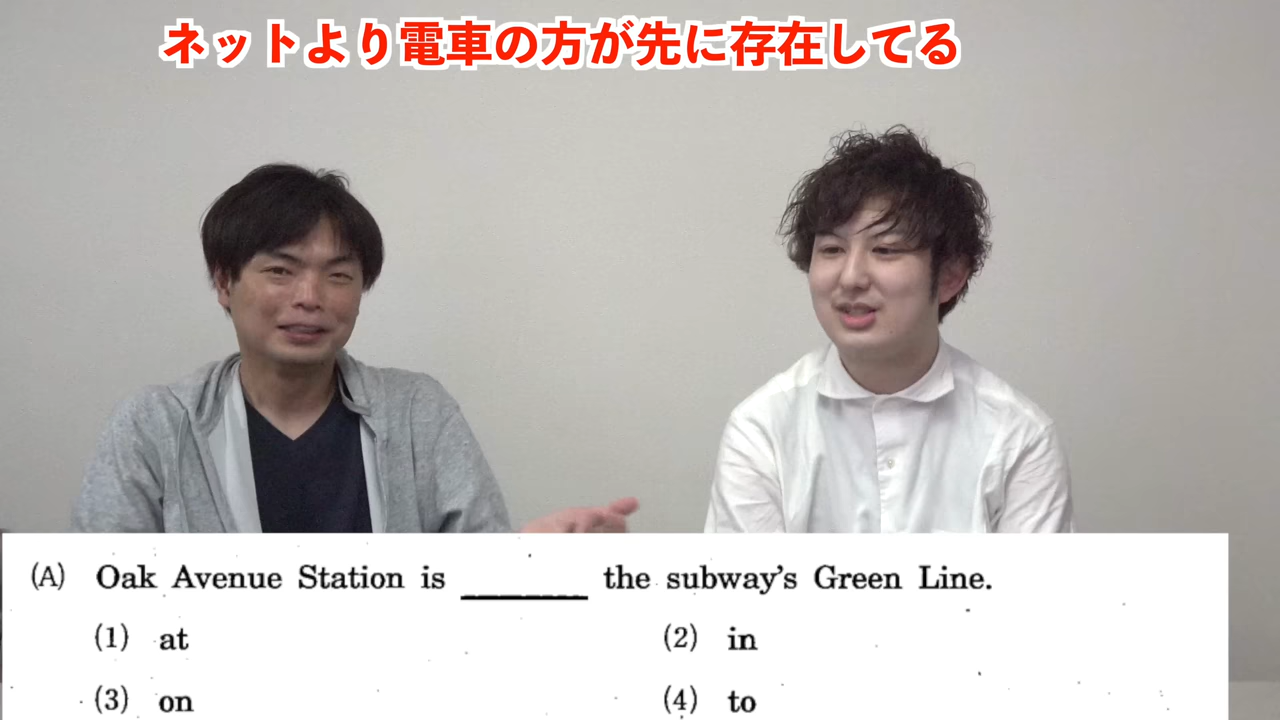 ネットより電車の方が先に存在してる
(A) Oak Avenue Station is ________ the subway's Green Line.
(1) at (2) in
(3) on (4) to